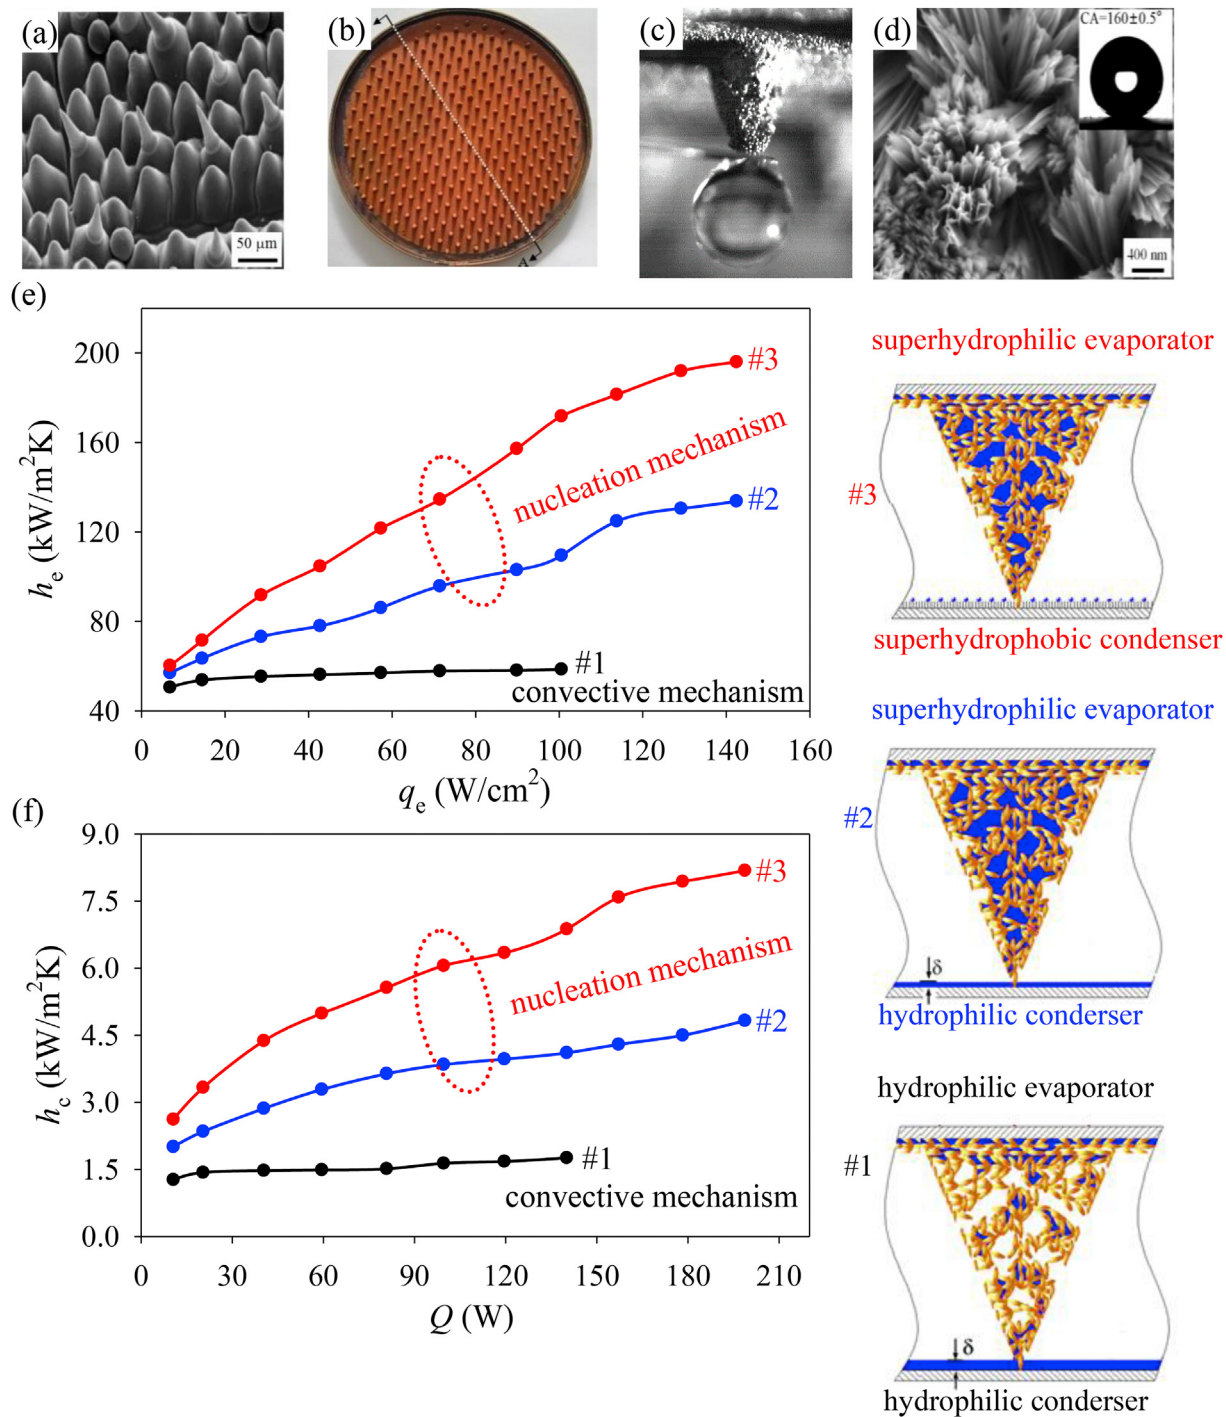 (a)
50 μm
(b)
A
(c)
(d)
CA=160±0.5°
400 nm
(e)
200
160
120
80
40
0
20
40
60
80
100
120
140
160
hₑ (kW/m²K)
qₑ (W/cm²)
#3
nucleation mechanism
#2
#1
convective mechanism
(f)
9.0
7.5
6.0
4.5
3.0
1.5
0.0
0
30
60
90
120
150
180
210
h_c (kW/m²K)
Q (W)
#3
nucleation mechanism
#2
#1
convective mechanism
superhydrophilic evaporator
#3
superhydrophobic condenser
superhydrophilic evaporator
#2
δ
hydrophilic conderser
hydrophilic evaporator
#1
δ
hydrophilic conderser